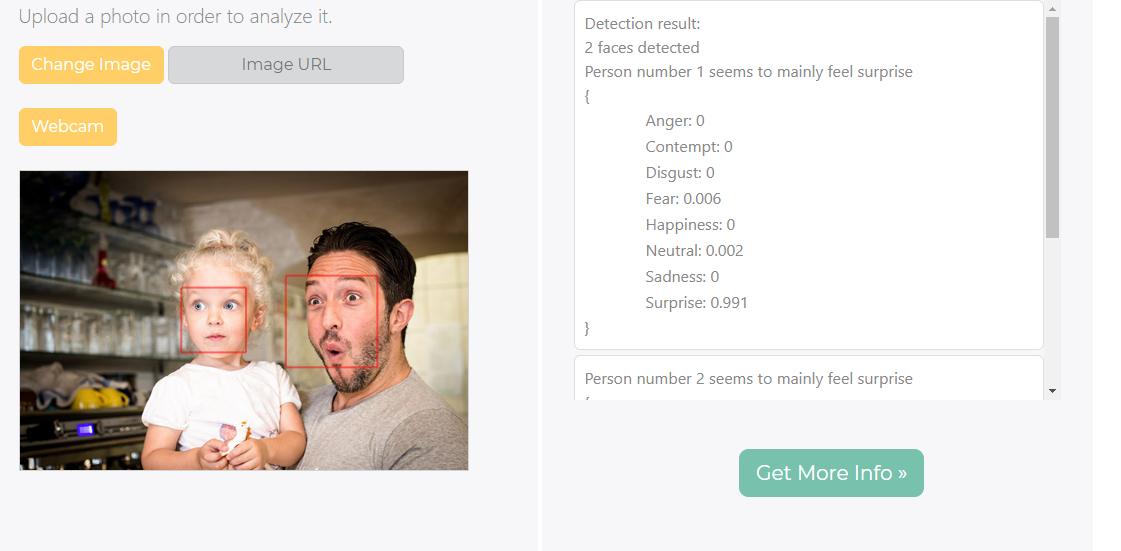 Upload a photo in order to analyze it.
Change Image
Image URL
Webcam
Detection result:
2 faces detected
Person number 1 seems to mainly feel surprise
{
Anger: 0
Contempt: 0
Disgust: 0
Fear: 0.006
Happiness: 0
Neutral: 0.002
Sadness: 0
Surprise: 0.991
}
Person number 2 seems to mainly feel surprise
Get More Info »